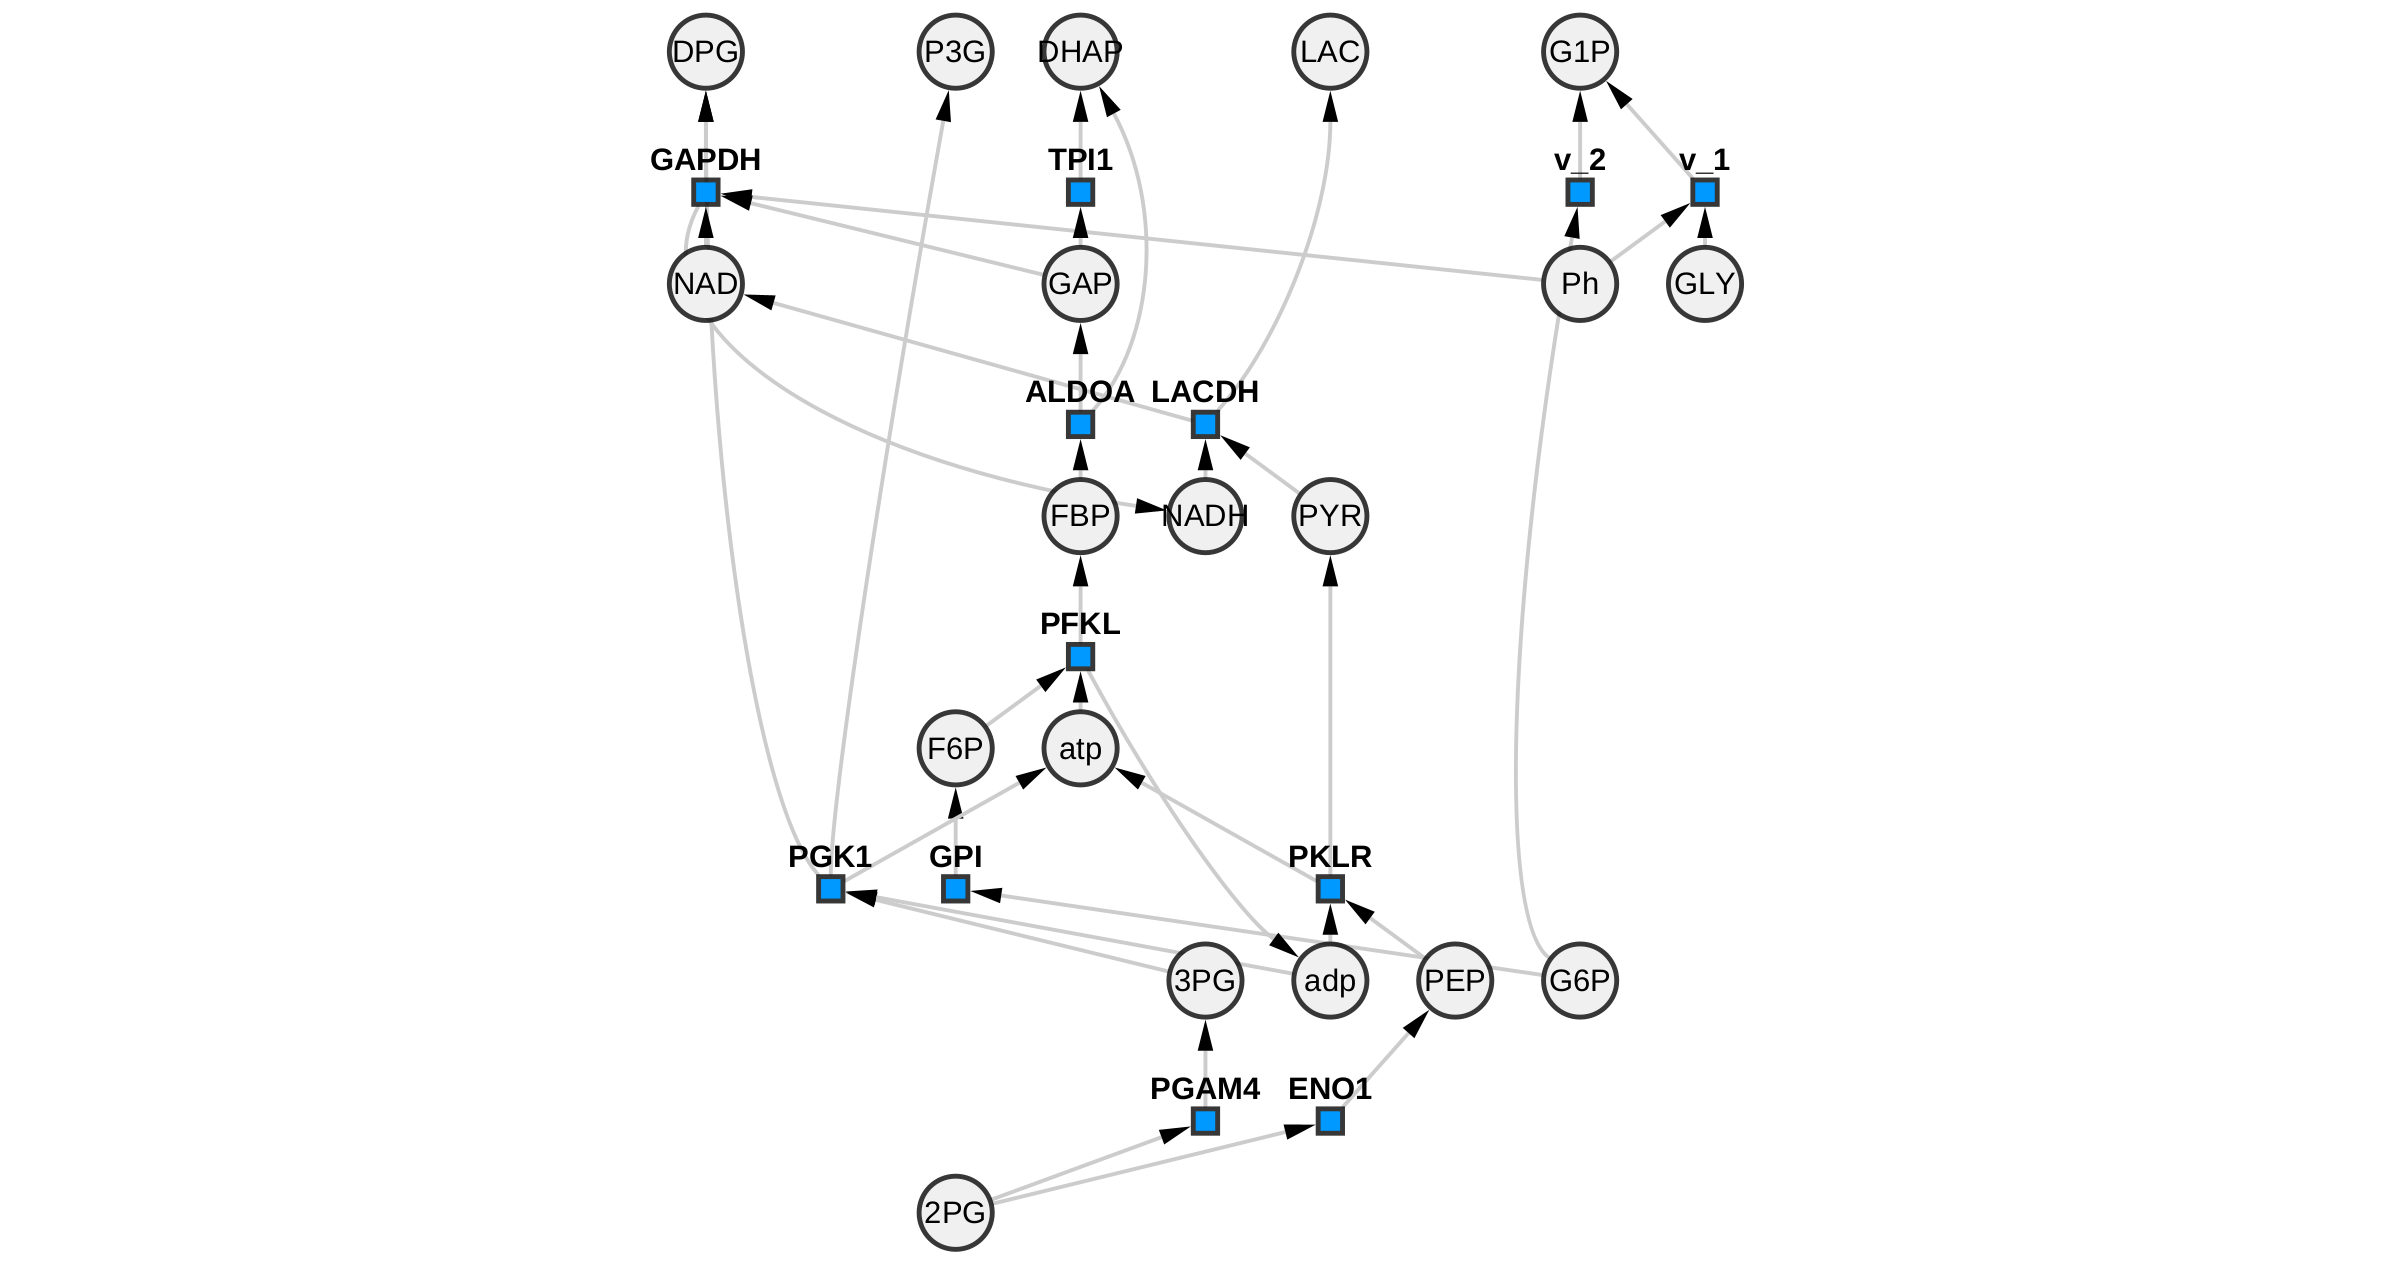 DPG
P3G
DHAP
LAC
G1P
GAPDH
TPI1
v_2
v_1
NAD
GAP
Ph
GLY
ALDOA
LACDH
FBP
NADH
PYR
PFKL
F6P
atp
PGK1
GPI
PKLR
3PG
adp
PEP
G6P
PGAM4
ENO1
2PG